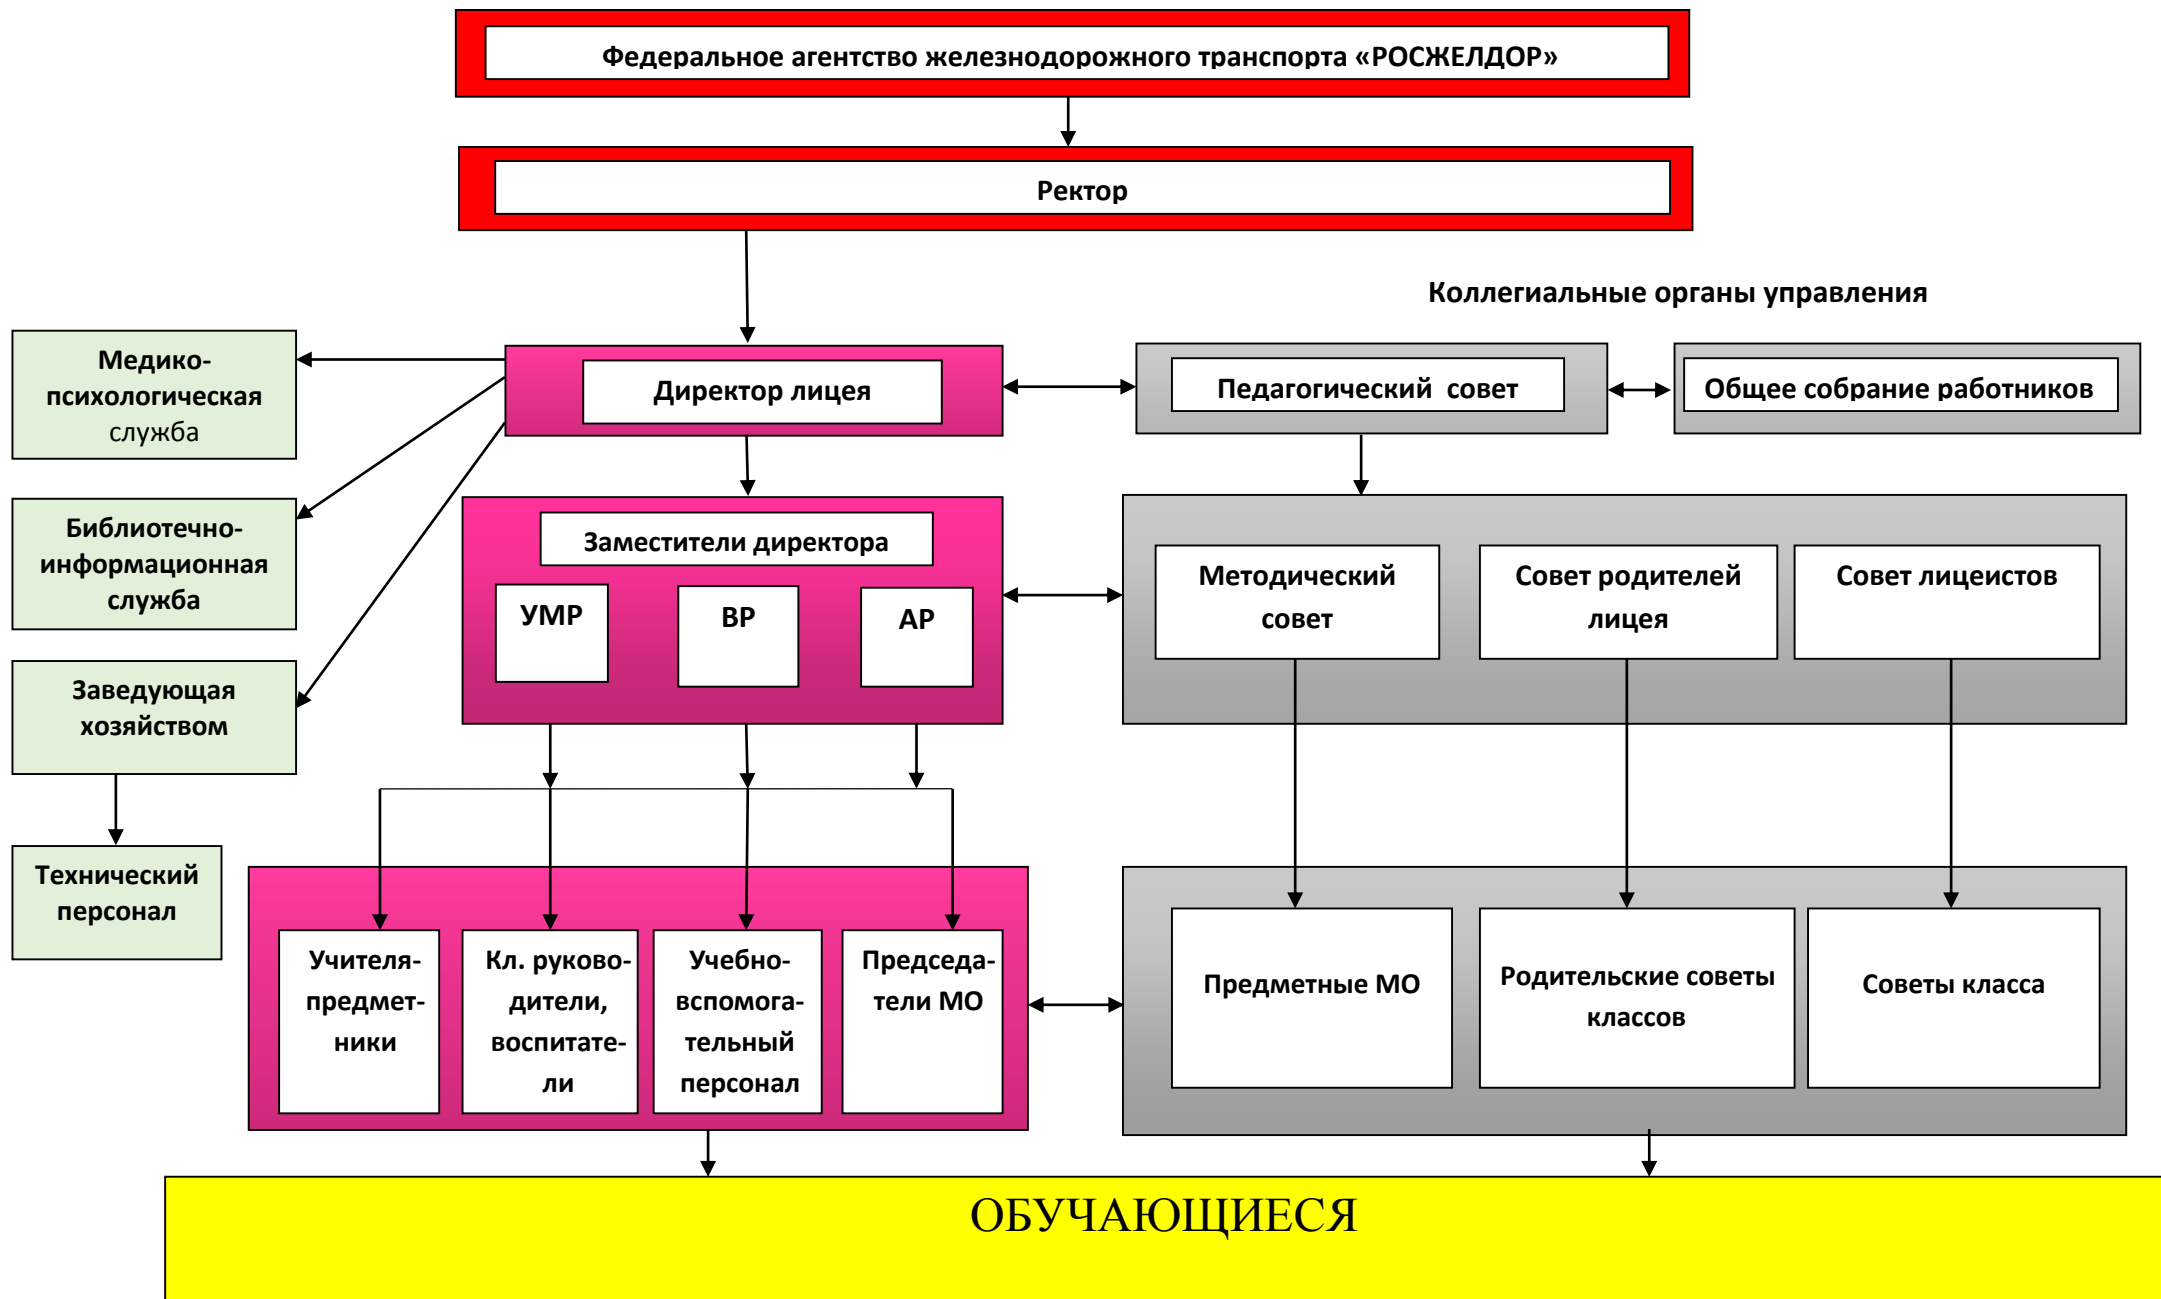 Федеральное агентство железнодорожного транспорта «РОСЖЕЛДОР»
Ректор
Коллегиальные органы управления
Медико-
психологическая
служба
Директор лицея
Педагогический совет
Общее собрание работников
Библиотечно-
информационная
служба
Заместители директора
УМР
ВР
АР
Методический
совет
Совет родителей
лицея
Совет лицеистов
Заведующая
хозяйством
Технический
персонал
Учителя-
предмет-
ники
Кл. руково-
дители,
воспитате-
ли
Учебно-
вспомога-
тельный
персонал
Председа-
тели МО
Предметные МО
Родительские советы
классов
Советы класса
ОБУЧАЮЩИЕСЯ